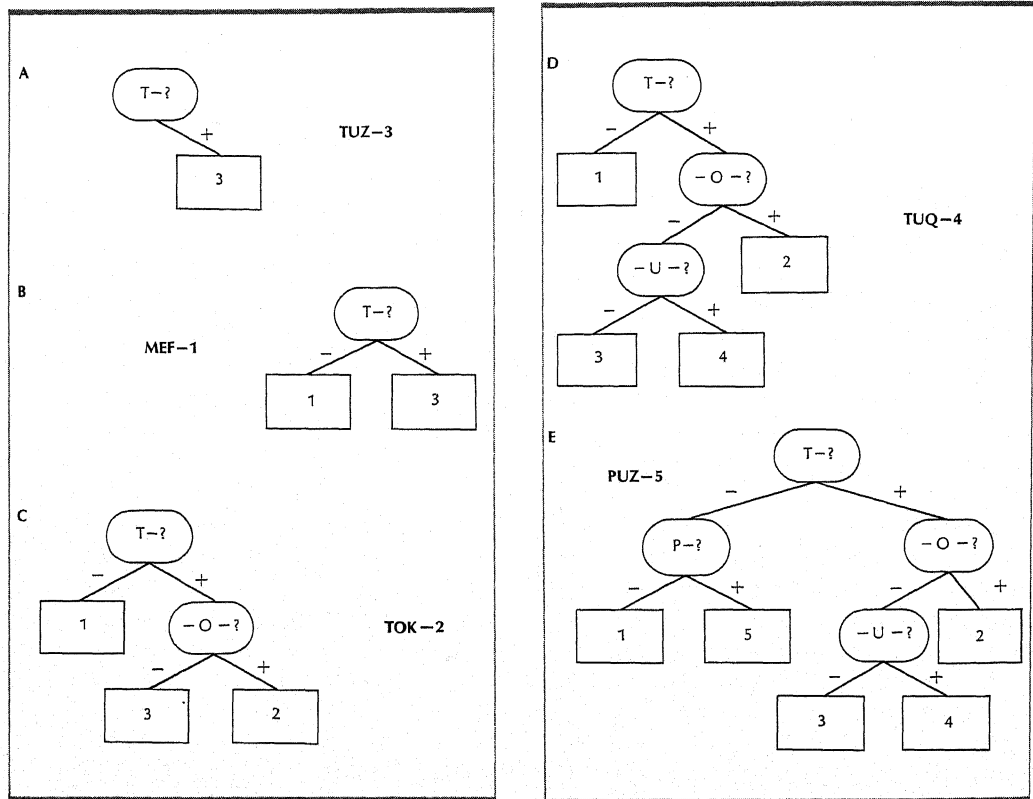 A
T–?
+
TUZ–3
3
B
T–?
MEF–1
–
+
1
3
C
T–?
–
+
1
–O–?
TOK–2
–
+
3
2
D
T–?
–
+
1
–O–?
TUQ–4
–
+
–U–?
2
–
+
3
4
E
T–?
PUZ–5
–
+
P–?
–O–?
–
+
–
+
1
5
–U–?
2
–
+
3
4